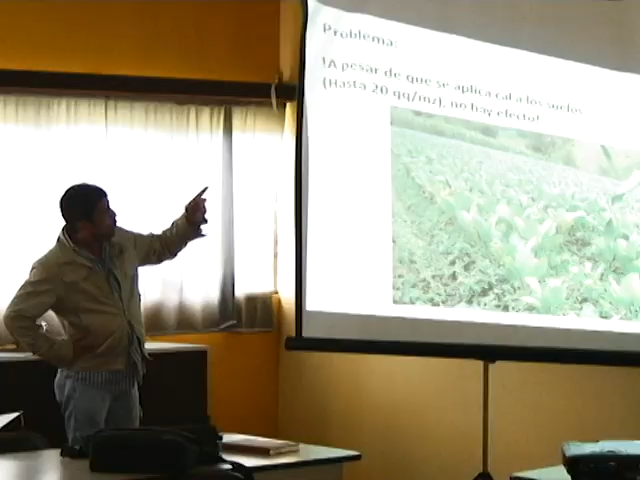 Problema:
!A pesar de que se aplica cal a los suelos
(Hasta 20 qq/mz), no hay efecto!